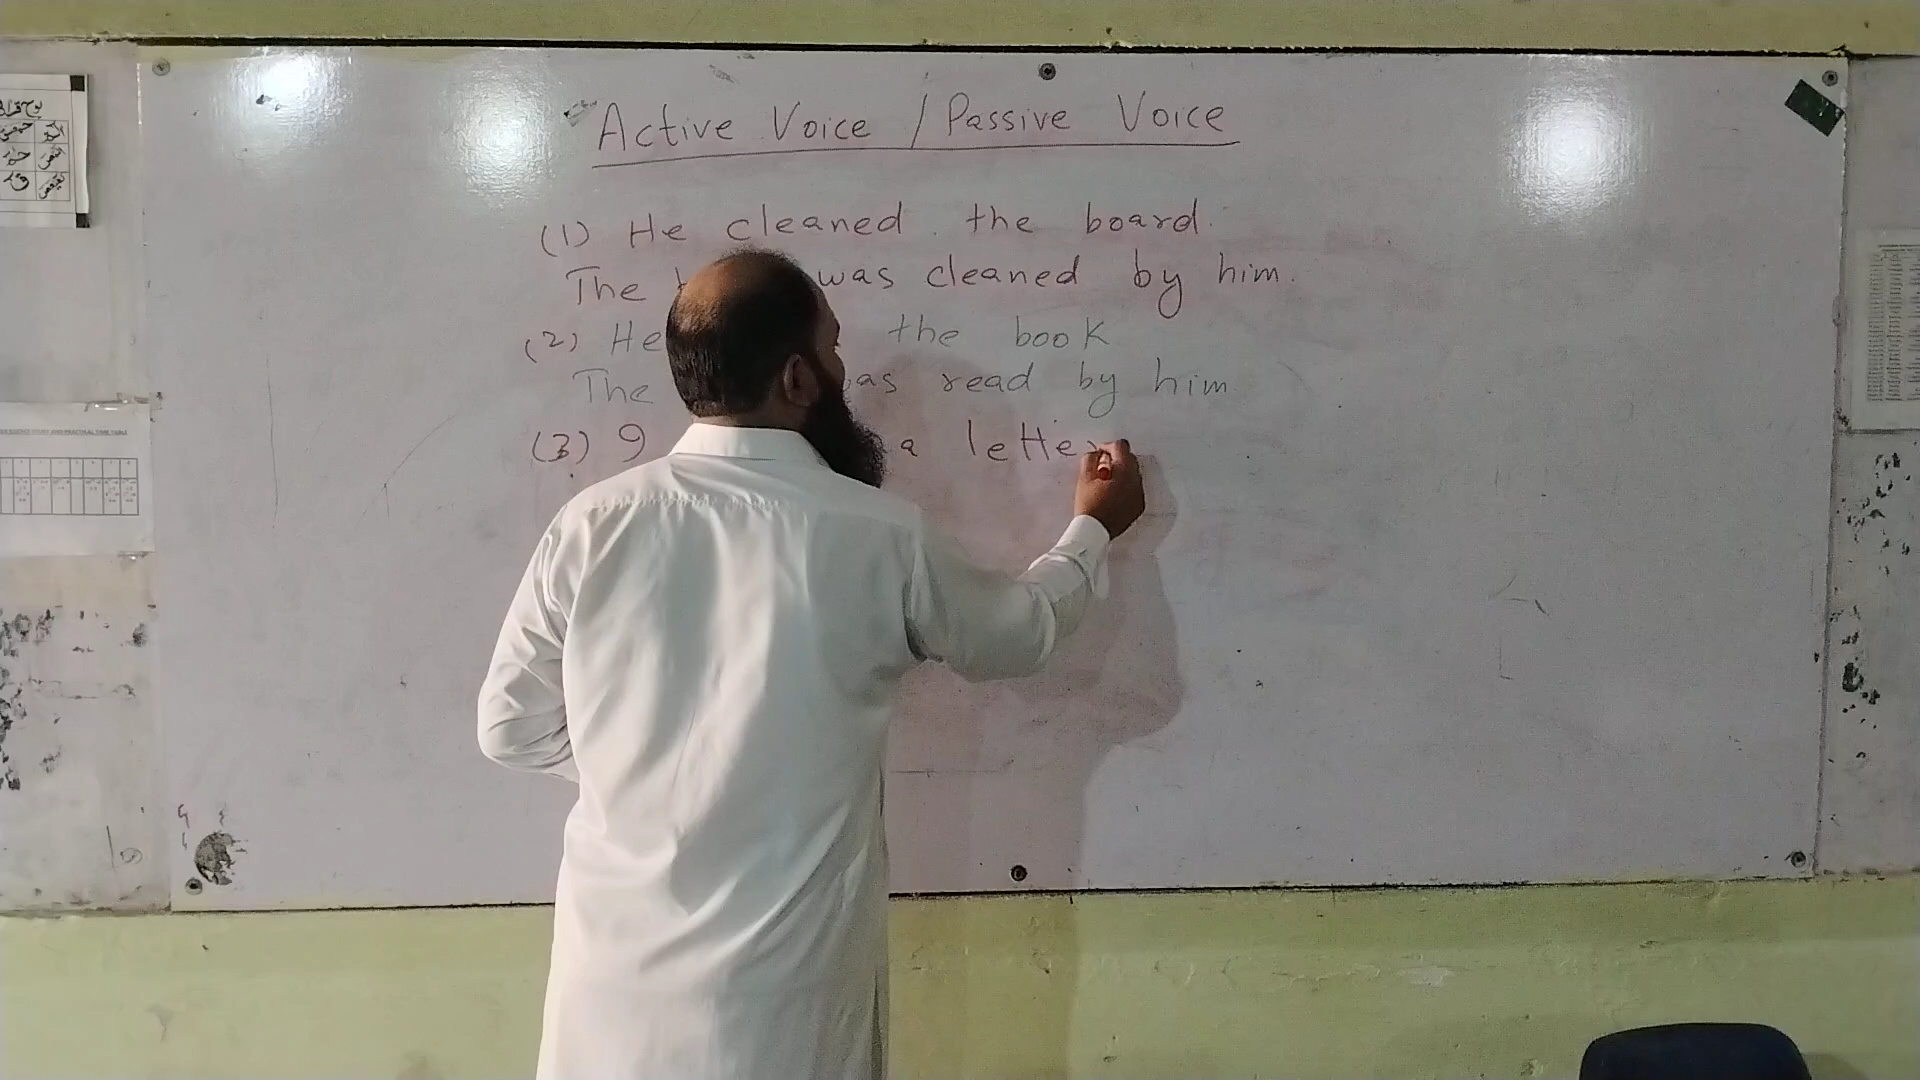 Active Voice / Passive Voice
(1) He cleaned the board.
The was cleaned by him.
(2) He the book
The was read by him
(3) I a letter